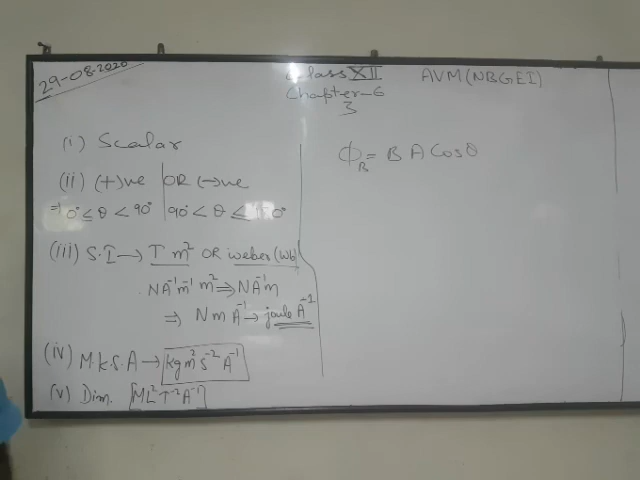 29-08-2020
Class XII
AVM(NBGEI)
Chapter-6
3
(i) Scalar
(ii) (+)ve OR (-)ve
⇒ 0° ≤ θ < 90° 90° < θ ≤ 180°
(iii) S.I → T m² OR weber (Wb)
NA⁻¹m⁻¹ m² ⇒ NA⁻¹m
⇒ N m A⁻¹ → joule A⁻¹
(iv) M.K.S.A → kg m² s⁻² A⁻¹
(v) Dim. [ML²T⁻²A⁻¹]
ϕ_B = B A Cosθ